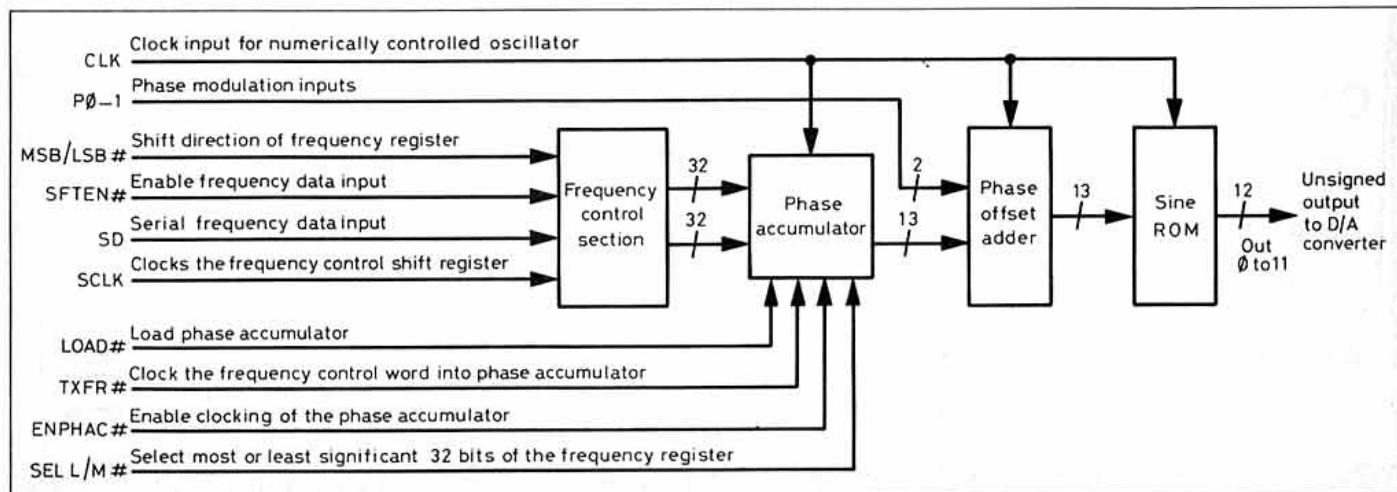 Clock input for numerically controlled oscillator
CLK
Phase modulation inputs
PØ–1
Shift direction of frequency register
MSB/LSB#
Enable frequency data input
SFTEN#
Serial frequency data input
SD
Clocks the frequency control shift register
SCLK
Frequency
control
section
32
32
Phase
accumulator
2
13
Phase
offset
adder
13
Sine
ROM
12
Out
Ø to 11
Unsigned
output
to D/A
converter
Load phase accumulator
LOAD#
Clock the frequency control word into phase accumulator
TXFR#
Enable clocking of the phase accumulator
ENPHAC#
Select most or least significant 32 bits of the frequency register
SEL L/M#